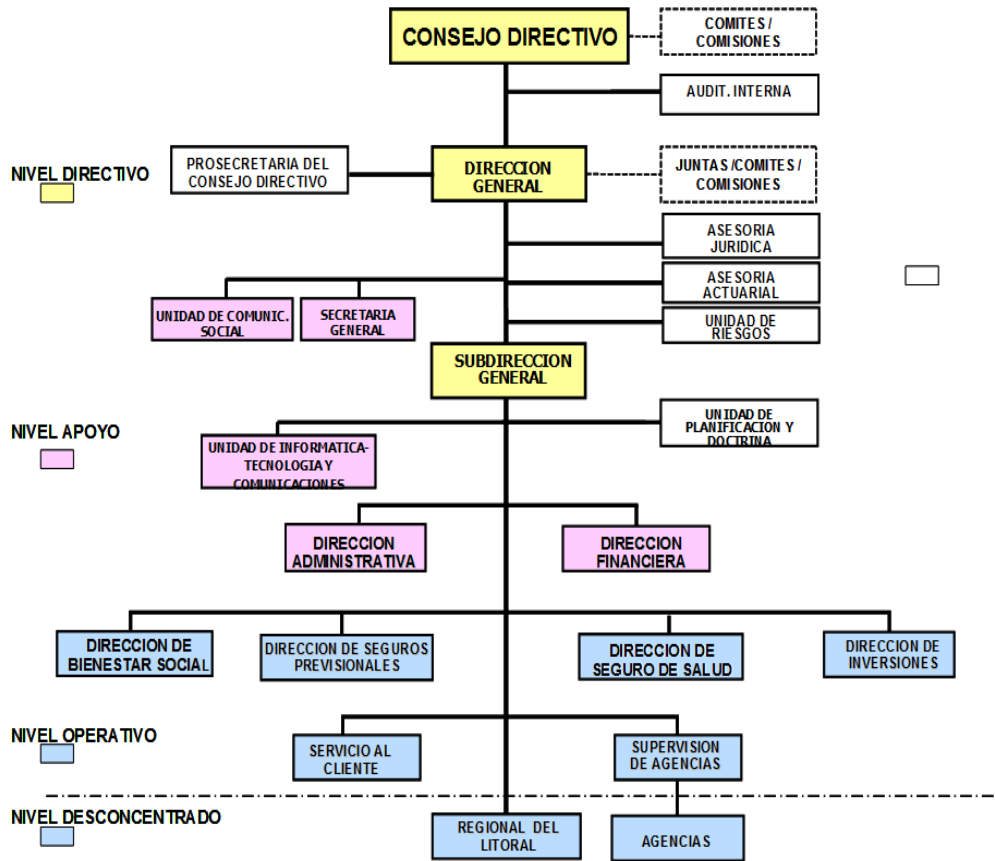 CONSEJO DIRECTIVO
COMITES /
COMISIONES
AUDIT. INTERNA
NIVEL DIRECTIVO
PROSECRETARIA DEL
CONSEJO DIRECTIVO
DIRECCION
GENERAL
JUNTAS /COMITES /
COMISIONES
ASESORIA
JURIDICA
ASESORIA
ACTUARIAL
UNIDAD DE COMUNIC.
SOCIAL
SECRETARIA
GENERAL
UNIDAD DE
RIESGOS
SUBDIRECCION
GENERAL
NIVEL APOYO
UNIDAD DE
PLANIFICACION Y
DOCTRINA
UNIDAD DE INFORMATICA-
TECNOLOGIA Y
COMUNICACIONES
DIRECCION
ADMINISTRATIVA
DIRECCION
FINANCIERA
DIRECCION DE
BIENESTAR SOCIAL
DIRECCION DE SEGUROS
PREVISIONALES
DIRECCION DE
SEGURO DE SALUD
DIRECCION DE
INVERSIONES
NIVEL OPERATIVO
SERVICIO AL
CLIENTE
SUPERVISION
DE AGENCIAS
NIVEL DESCONCENTRADO
REGIONAL DEL
LITORAL
AGENCIAS